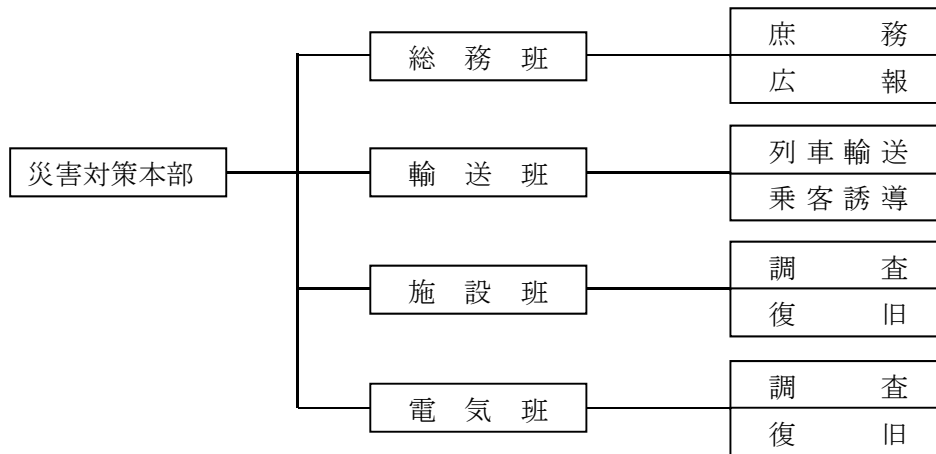 災害対策本部
総務班
庶務
広報
輸送班
列車輸送
乗客誘導
施設班
調査
復旧
電気班
調査
復旧